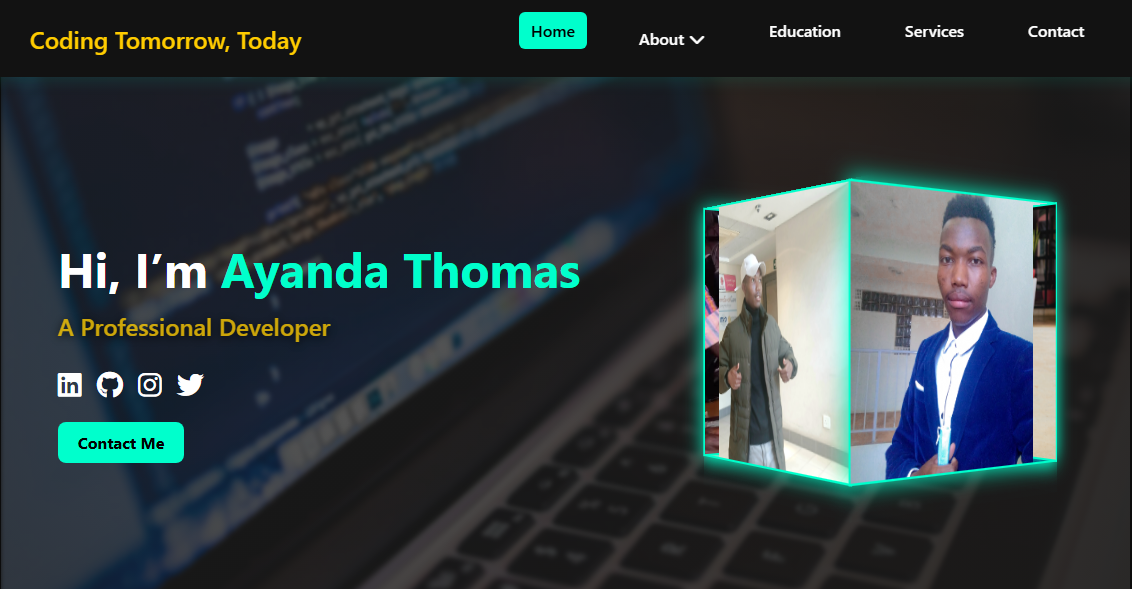 Coding Tomorrow, Today
Home
About
Education
Services
Contact
Hi, I’m Ayanda Thomas
A Professional Developer
Contact Me